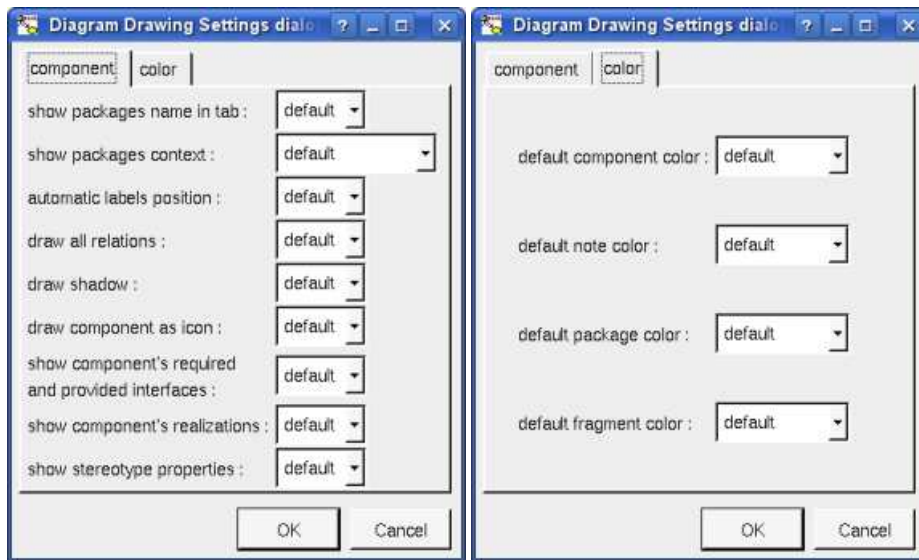 Diagram Drawing Settings dialo
component
color
show packages name in tab :
default
show packages context :
default
automatic labels position :
default
draw all relations :
default
draw shadow :
default
draw component as icon :
default
show component's required
and provided interfaces :
default
show component's realizations :
default
show stereotype properties :
default
OK
Cancel
Diagram Drawing Settings dialo
component
color
default component color :
default
default note color :
default
default package color :
default
default fragment color :
default
OK
Cancel